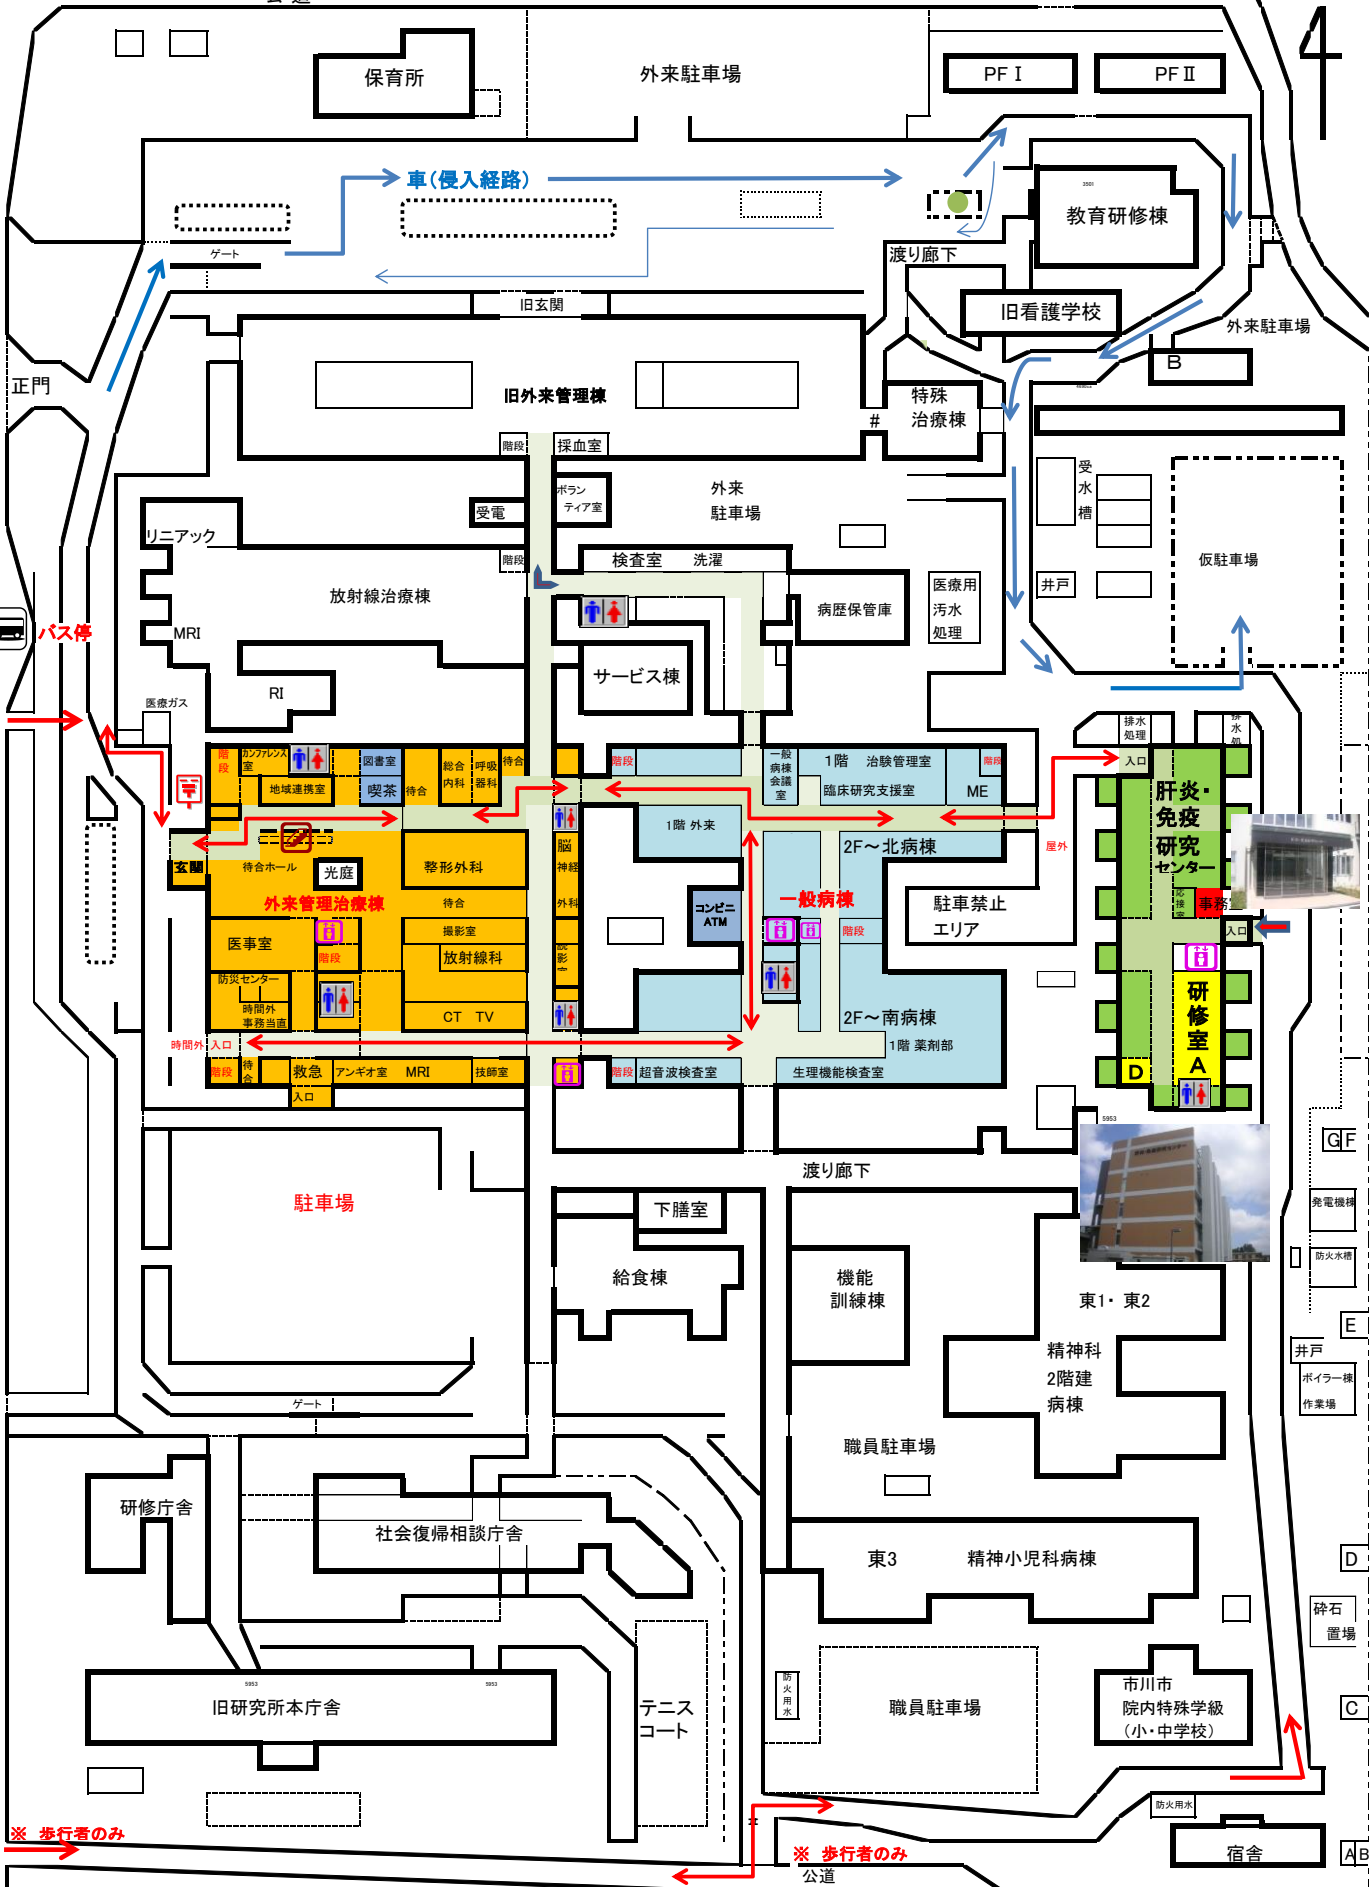 公 道
保育所
外来駐車場
PF Ⅰ
PF Ⅱ
車(侵入経路)
3501
教育研修棟
ゲート
渡り廊下
旧玄関
旧看護学校
外来駐車場
正門
B
旧外来管理棟
特殊
治療棟
#
階段
採血室
ボラン
ティア室
外来
駐車場
受
水
槽
受電
リニアック
階段
検査室
洗濯
仮駐車場
放射線治療棟
病歴保管庫
医療用
汚水
処理
井戸
バス停
MRI
サービス棟
RI
医療ガス
排水
処理
排
水
処
階
段
カンファレンス
室
図書室
総合
内科
呼吸
器科
待合
階段
一般
病棟
会議
室
1階 治験管理室
階段
入口
地域連携室
喫茶
待合
臨床研究支援室
ME
肝炎・
免疫
研究
センター
1階 外来
2F～北病棟
屋外
脳
神経
外科
玄関
待合ホール
光庭
整形外科
外来管理治療棟
待合
コンビニ
ATM
一般病棟
駐車禁止
エリア
応
接
室
事務
医事室
撮影室
階段
入口
階段
放射線科
影
室
防災センター
時間外
事務当直
CT TV
研
修
室
A
2F～南病棟
時間外 入口
1階 薬剤部
階段
待
合
救急
アンギオ室
MRI
技師室
階段
超音波検査室
生理機能検査室
D
入口
5953
GF
渡り廊下
駐車場
下膳室
発電機棟
給食棟
機能
訓練棟
防火水槽
東1・ 東2
E
精神科
2階建
病棟
井戸
ボイラー棟
作業場
ゲート
職員駐車場
研修庁舎
社会復帰相談庁舎
東3
精神小児科病棟
D
砕石
置場
5953
5953
旧研究所本庁舎
テニス
コート
防
火
用
水
職員駐車場
市川市
院内特殊学級
(小・中学校)
C
防火用水
※ 歩行者のみ
※ 歩行者のみ
公道
宿舎
AB